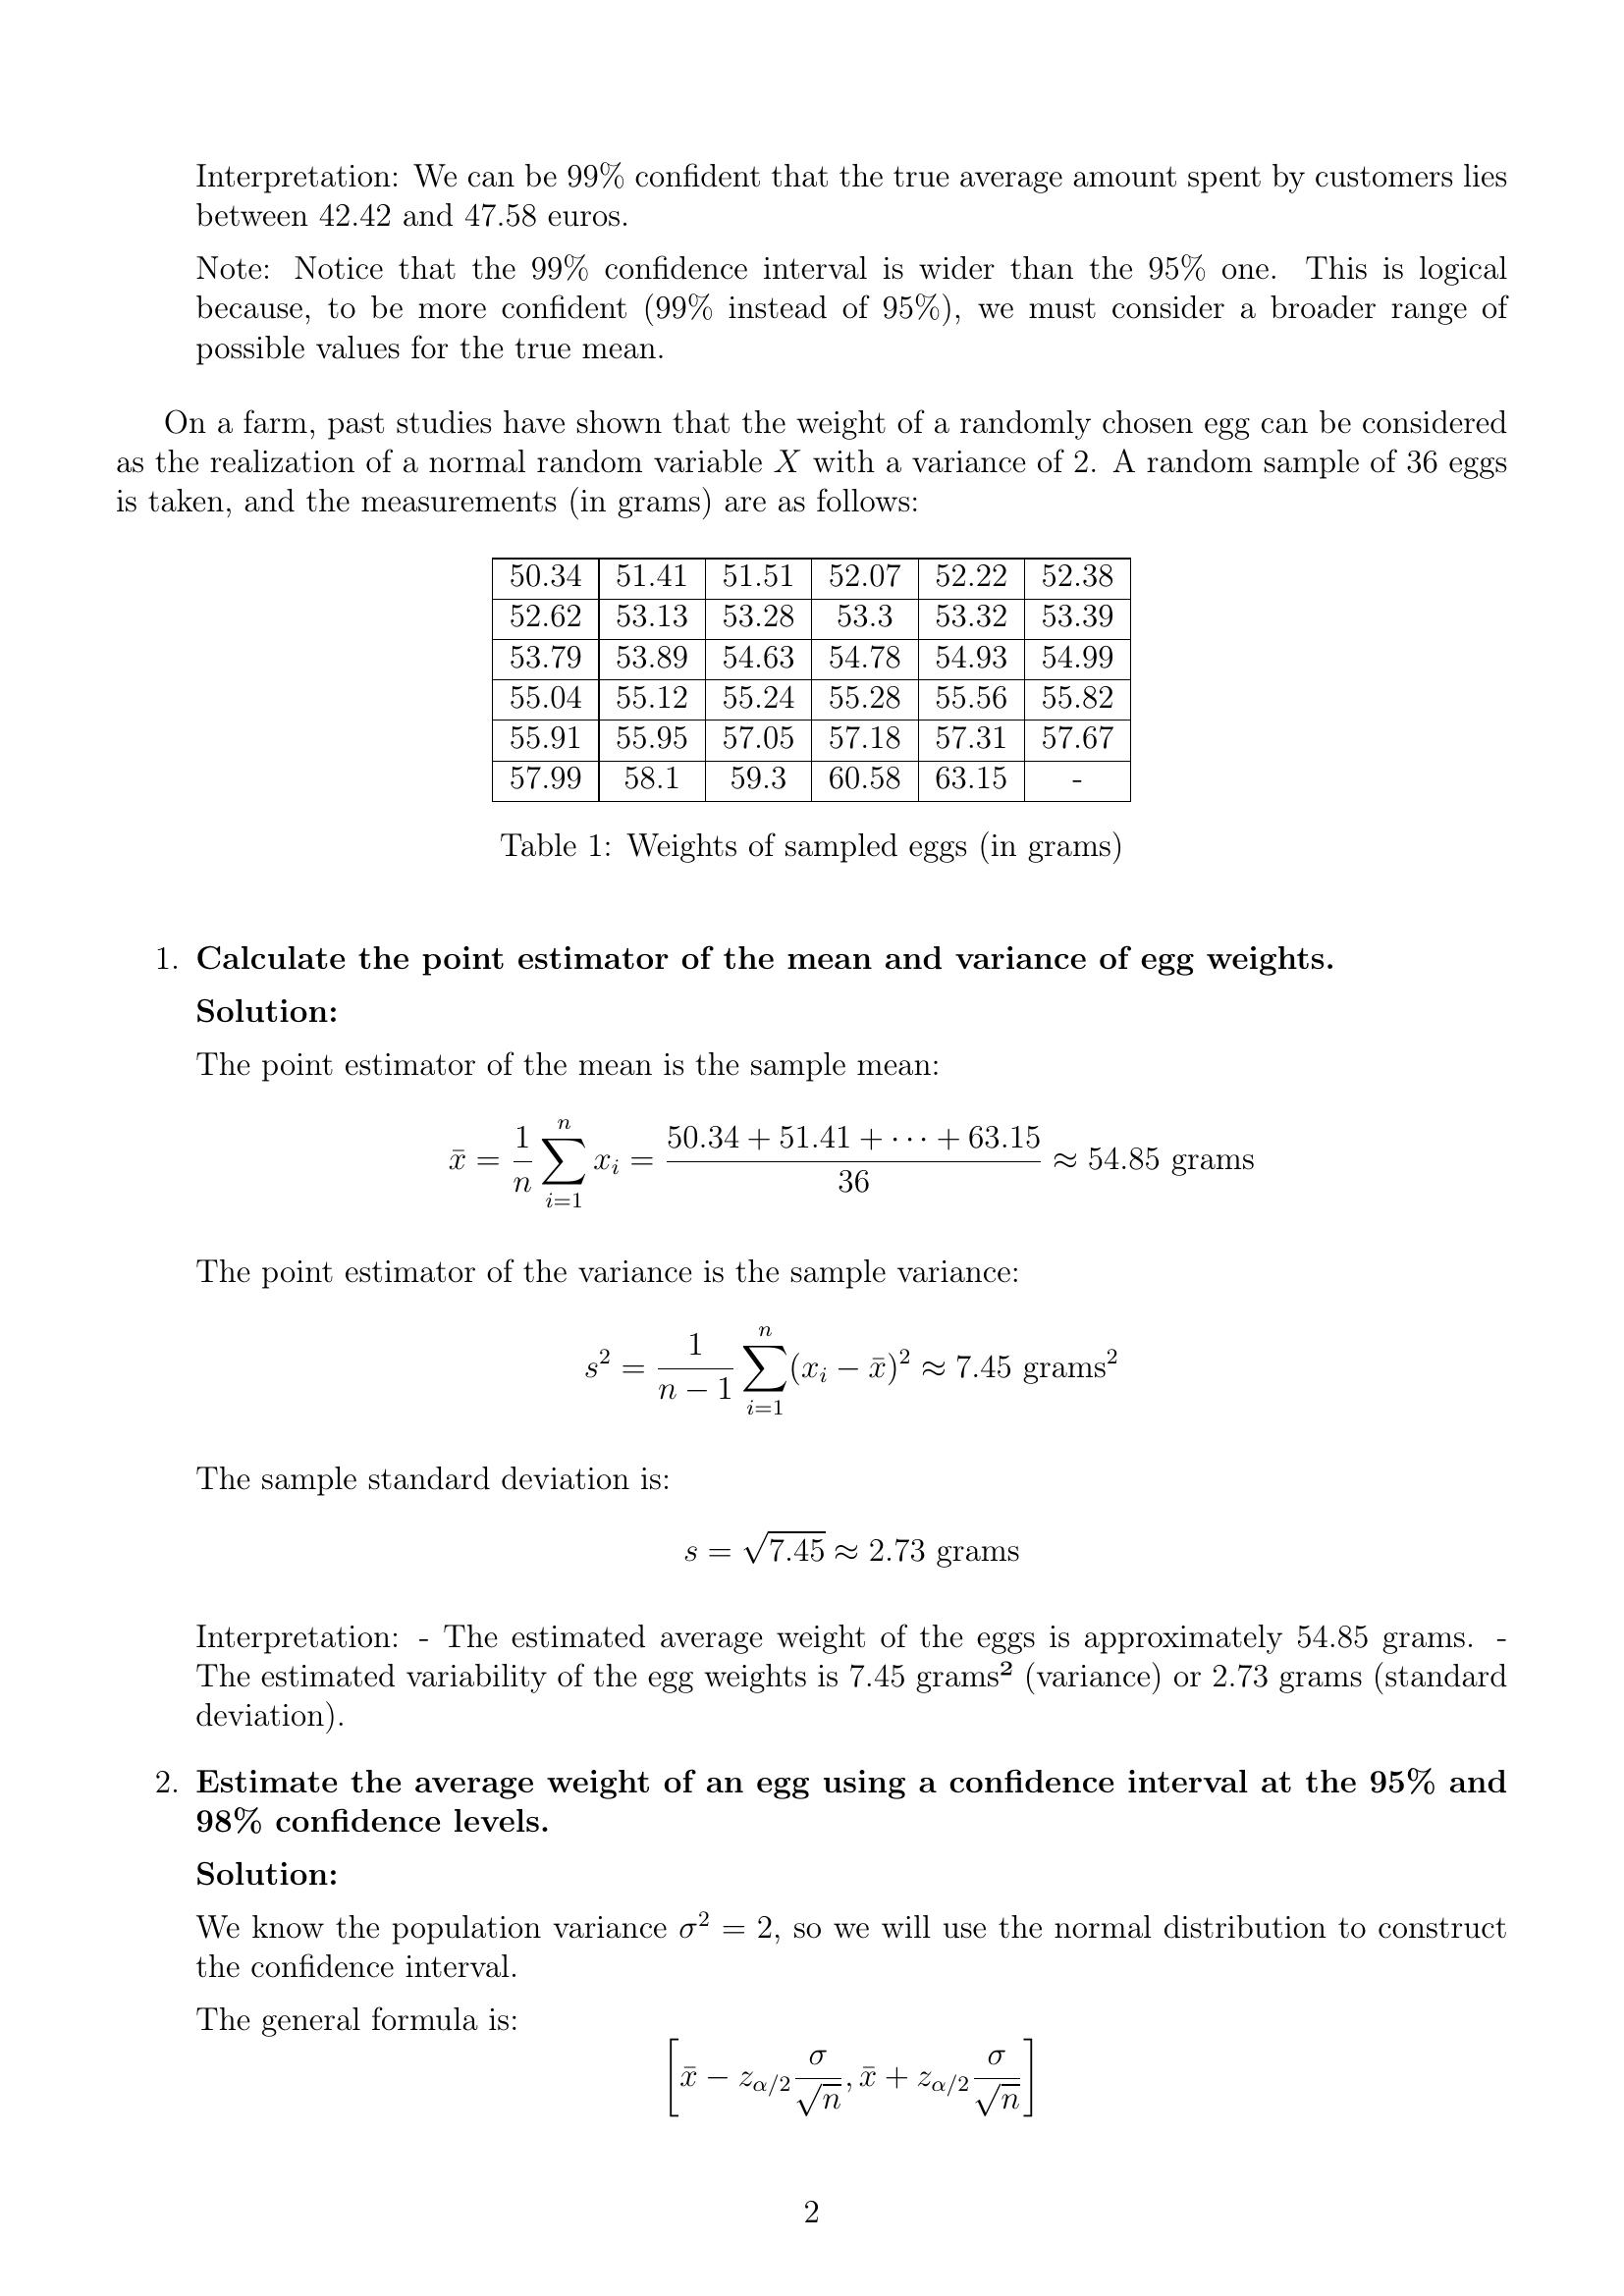 Interpretation: We can be 99% confident that the true average amount spent by customers lies
between 42.42 and 47.58 euros.
Note: Notice that the 99% confidence interval is wider than the 95% one. This is logical
because, to be more confident (99% instead of 95%), we must consider a broader range of
possible values for the true mean.
On a farm, past studies have shown that the weight of a randomly chosen egg can be considered
as the realization of a normal random variable X with a variance of 2. A random sample of 36 eggs
is taken, and the measurements (in grams) are as follows:
50.34 51.41 51.51 52.07 52.22 52.38
52.62 53.13 53.28 53.3 53.32 53.39
53.79 53.89 54.63 54.78 54.93 54.99
55.04 55.12 55.24 55.28 55.56 55.82
55.91 55.95 57.05 57.18 57.31 57.67
57.99 58.1 59.3 60.58 63.15 -
Table 1: Weights of sampled eggs (in grams)
1. Calculate the point estimator of the mean and variance of egg weights.
Solution:
The point estimator of the mean is the sample mean:
$\bar{x} = \frac{1}{n} \sum_{i=1}^{n} x_i = \frac{50.34 + 51.41 + \cdots + 63.15}{36} \approx 54.85 \text{ grams}$
The point estimator of the variance is the sample variance:
$s^2 = \frac{1}{n-1} \sum_{i=1}^{n} (x_i - \bar{x})^2 \approx 7.45 \text{ grams}^2$
The sample standard deviation is:
$s = \sqrt{7.45} \approx 2.73 \text{ grams}$
Interpretation: - The estimated average weight of the eggs is approximately 54.85 grams. -
The estimated variability of the egg weights is 7.45 grams² (variance) or 2.73 grams (standard
deviation).
2. Estimate the average weight of an egg using a confidence interval at the 95% and
98% confidence levels.
Solution:
We know the population variance $\sigma^2 = 2$, so we will use the normal distribution to construct
the confidence interval.
The general formula is:
$\left[ \bar{x} - z_{\alpha/2} \frac{\sigma}{\sqrt{n}}, \bar{x} + z_{\alpha/2} \frac{\sigma}{\sqrt{n}} \right]$
2